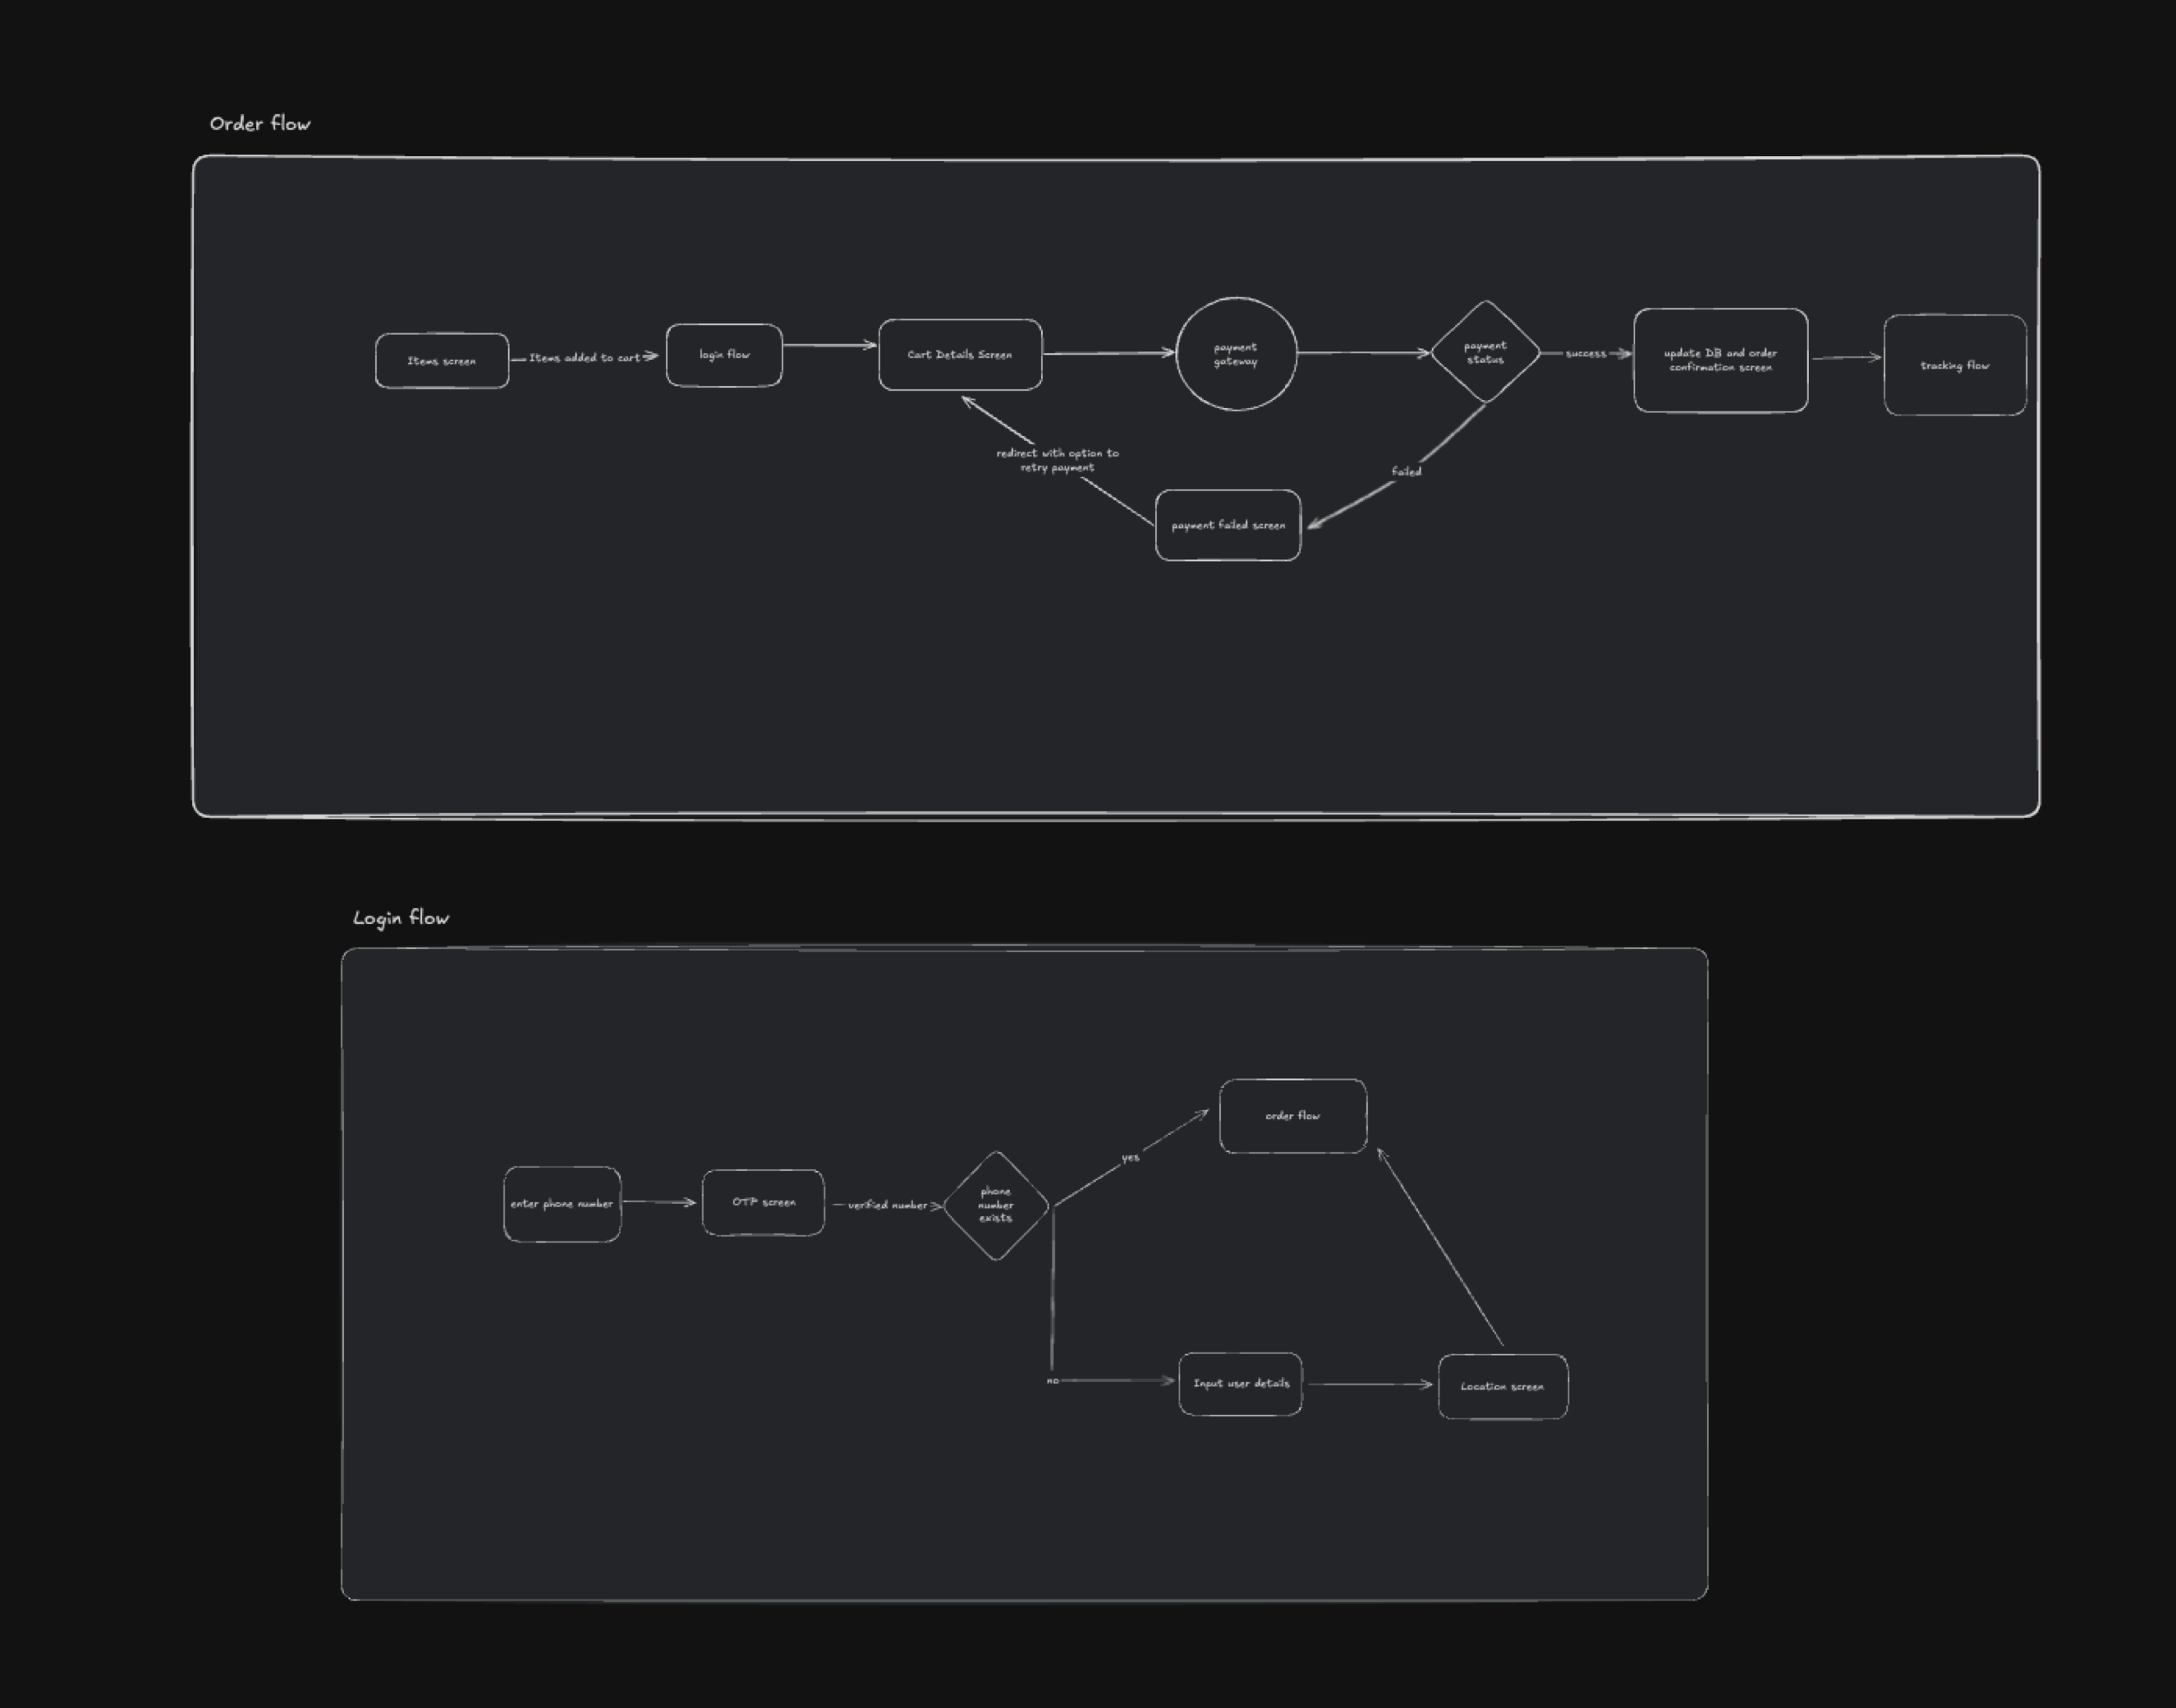 Order flow
Items screen
Items added to cart
login flow
Cart Details Screen
payment
gateway
payment
status
success
update DB and order
confirmation screen
tracking flow
redirect with option to
retry payment
failed
payment failed screen
Login flow
order flow
yes
enter phone number
OTP screen
verified number
phone
number
exists
no
Input user details
Location screen